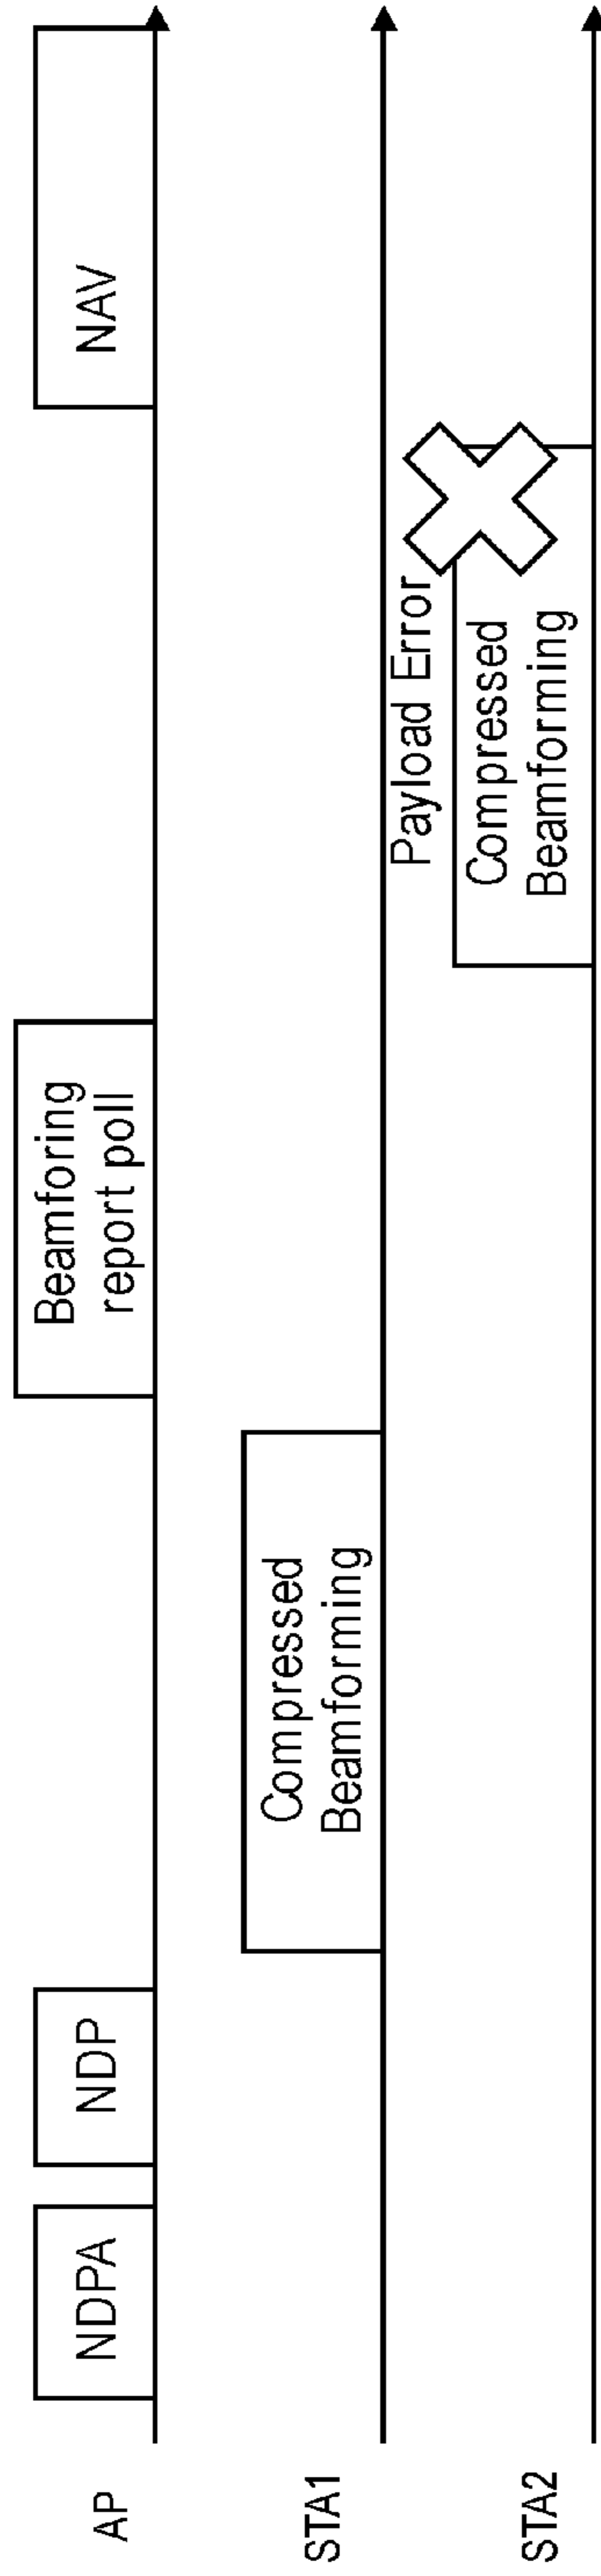 AP
NDPA
NDP
Beamforing
report poll
NAV
STA1
Compressed
Beamforming
STA2
Payload Error
Compressed
Beamforming